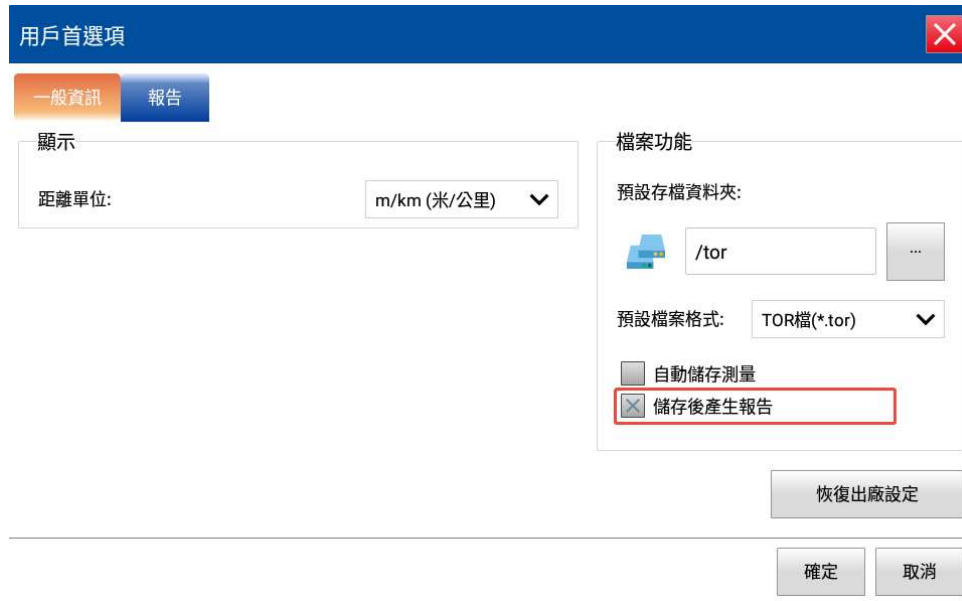 用戶首選項
一般資訊
報告
顯示
距離單位:
m/km (米/公里)
檔案功能
預設存檔資料夾:
/tor
...
預設檔案格式:
TOR檔(*.tor)
自動儲存測量
儲存後產生報告
恢復出廠設定
確定
取消